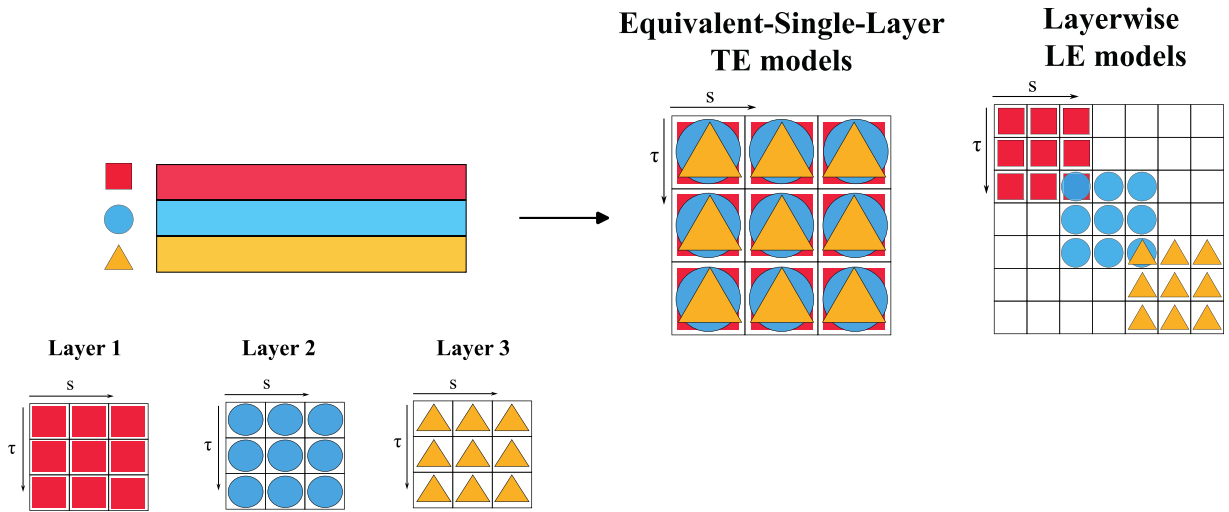 Equivalent-Single-Layer
TE models
Layerwise
LE models
s
τ
s
τ
Layer 1
Layer 2
Layer 3
s
τ
s
τ
s
τ